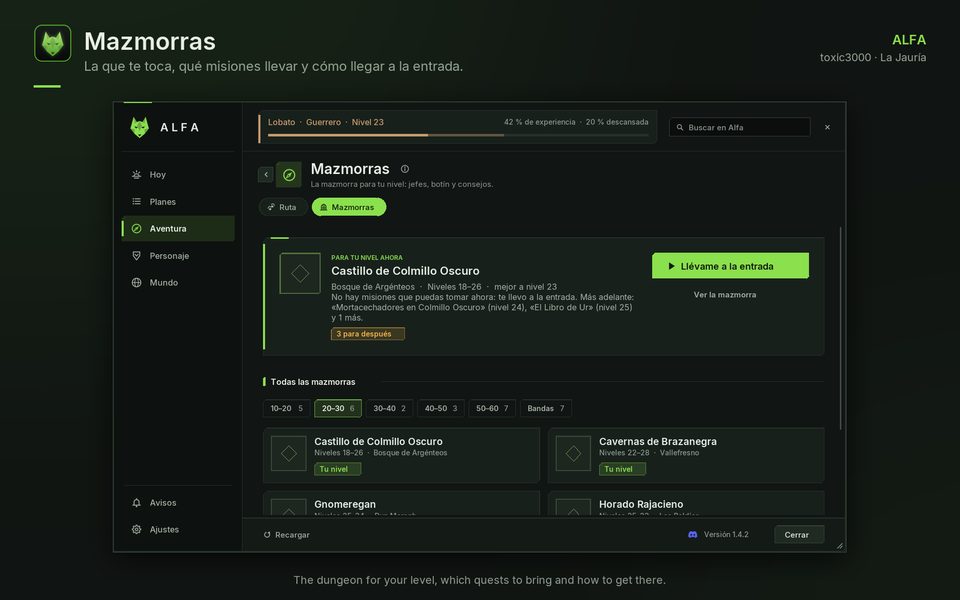 Mazmorras
La que te toca, qué misiones llevar y cómo llegar a la entrada.
ALFA
toxic3000 · La Jauría
ALFA
Lobato · Guerrero · Nivel 23
42 % de experiencia · 20 % descansada
Buscar en Alfa
×
Hoy
Planes
Aventura
Personaje
Mundo
Avisos
Ajustes
Mazmorras
La mazmorra para tu nivel: jefes, botín y consejos.
Ruta
Mazmorras
PARA TU NIVEL AHORA
Castillo de Colmillo Oscuro
Bosque de Argénteos · Niveles 18–26 · mejor a nivel 23
No hay misiones que puedas tomar ahora: te llevo a la entrada. Más adelante:
«Mortacechadores en Colmillo Oscuro» (nivel 24), «El Libro de Ur» (nivel 25)
y 1 más.
3 para después
Llévame a la entrada
Ver la mazmorra
Todas las mazmorras
10–20 5
20–30 6
30–40 2
40–50 3
50–60 7
Bandas 7
Castillo de Colmillo Oscuro
Niveles 18–26 · Bosque de Argénteos
Tu nivel
Cavernas de Brazanegra
Niveles 22–28 · Vallefresno
Tu nivel
Gnomeregan
Horado Rajacieno
Recargar
Versión 1.4.2
Cerrar
The dungeon for your level, which quests to bring and how to get there.